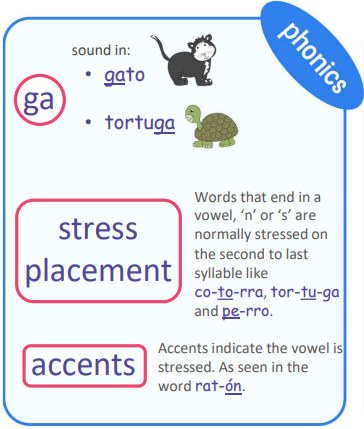 phonics
sound in:
ga
• gato
• tortuga
stress
placement
Words that end in a
vowel, ‘n’ or ‘s’ are
normally stressed on
the second to last
syllable like
co-to-rra, tor-tu-ga
and pe-rro.
accents
Accents indicate the vowel is
stressed. As seen in the
word rat-ón.